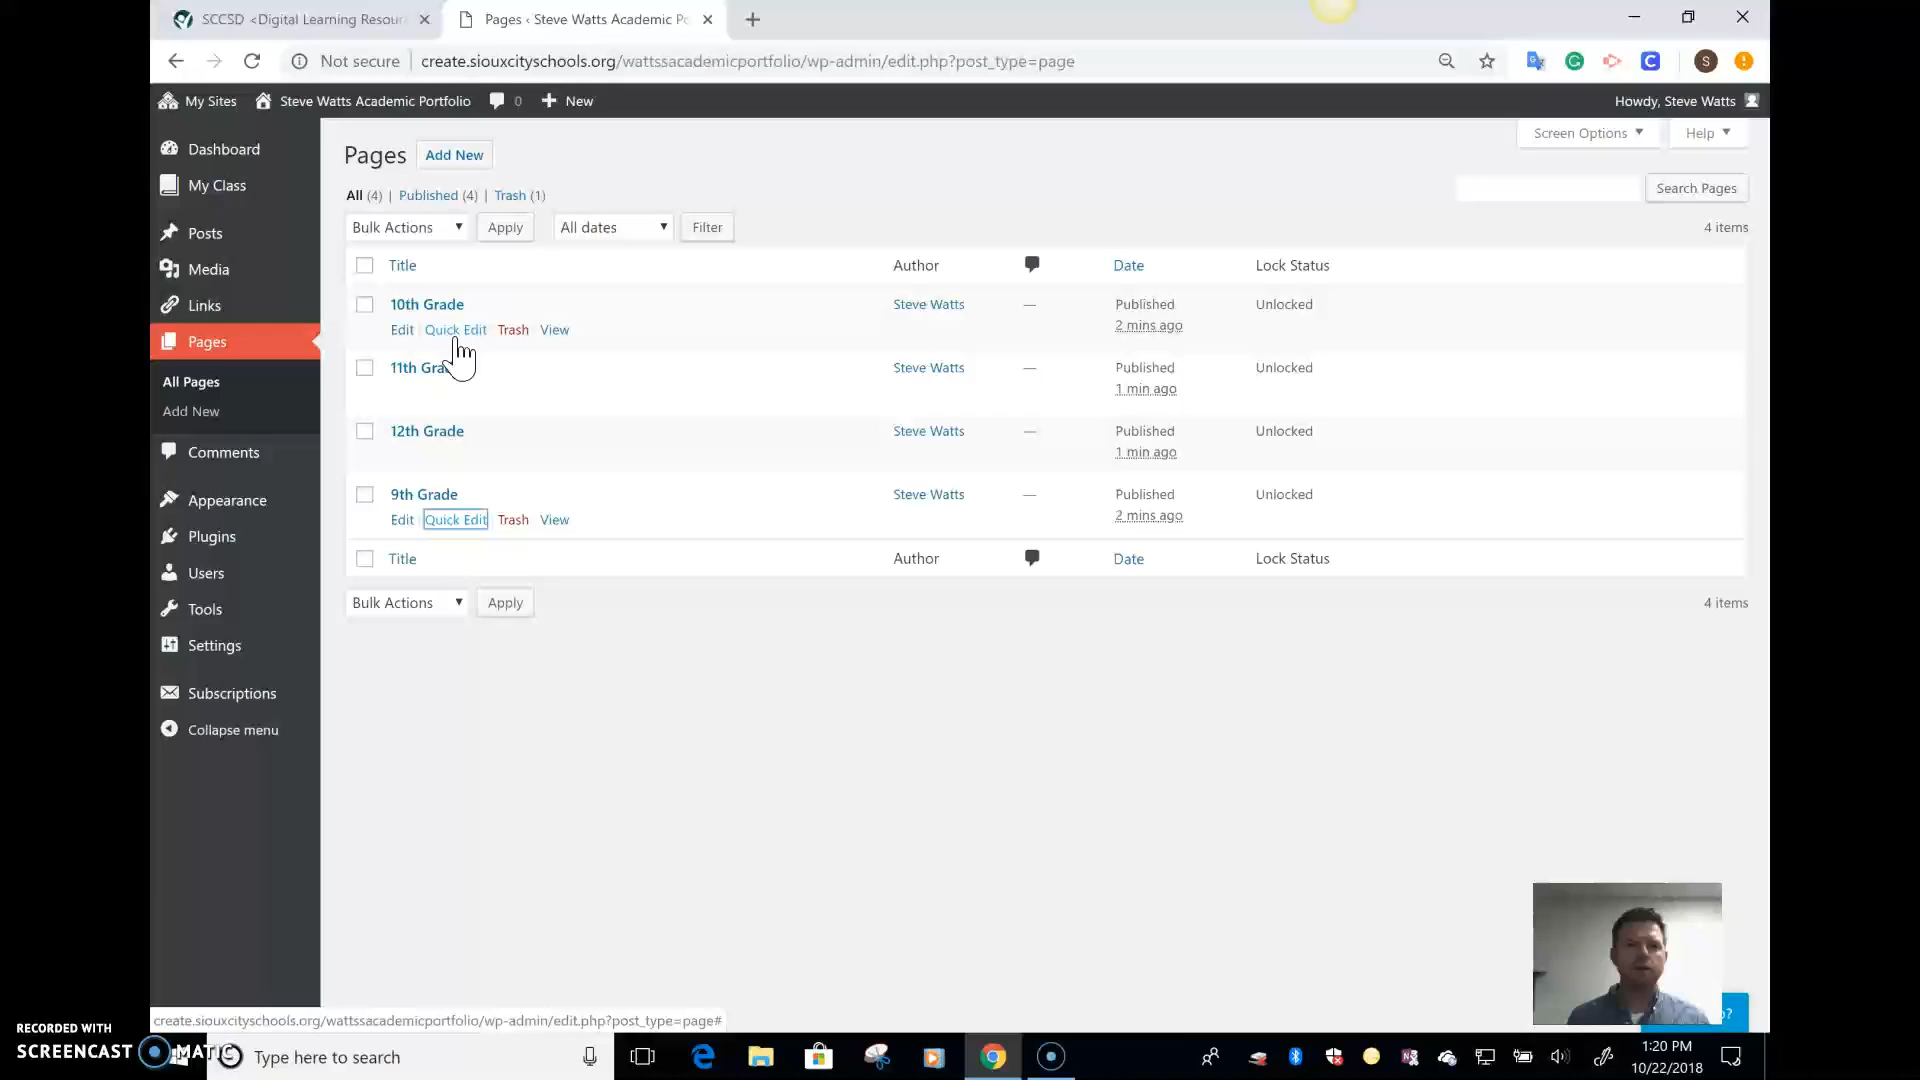 SCCSD <Digital Learning Resour
Pages ‹ Steve Watts Academic Po
Not secure
create.siouxcityschools.org/wattssacademicportfolio/wp-admin/edit.php?post_type=page
S
My Sites
Steve Watts Academic Portfolio
0
New
Howdy, Steve Watts
Screen Options
Help
Dashboard
My Class
Posts
Media
Links
Pages
All Pages
Add New
Comments
Appearance
Plugins
Users
Tools
Settings
Subscriptions
Collapse menu
Pages
Add New
All (4) | Published (4) | Trash (1)
Search Pages
Bulk Actions
Apply
All dates
Filter
4 items
Title
Author
Date
Lock Status
10th Grade
Steve Watts
—
Published
2 mins ago
Unlocked
Edit | Quick Edit | Trash | View
11th Gra
Steve Watts
—
Published
1 min ago
Unlocked
12th Grade
Steve Watts
—
Published
1 min ago
Unlocked
9th Grade
Steve Watts
—
Published
2 mins ago
Unlocked
Edit | Quick Edit | Trash | View
Title
Author
Date
Lock Status
Bulk Actions
Apply
4 items
?
create.siouxcityschools.org/wattssacademicportfolio/wp-admin/edit.php?post_type=page#
RECORDED WITH
SCREENCAST MATIC
Type here to search
1:20 PM
10/22/2018